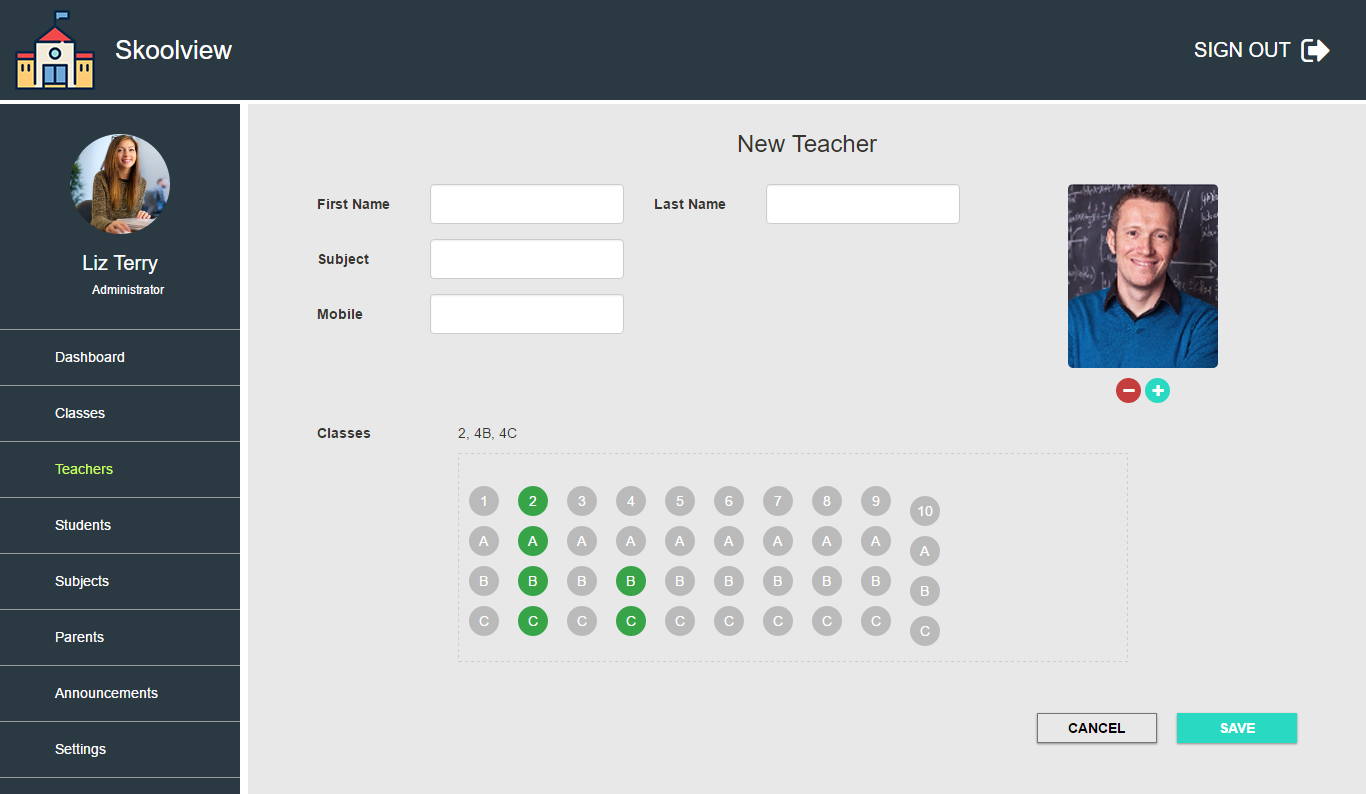 Skoolview
SIGN OUT
Liz Terry
Administrator
Dashboard
Classes
Teachers
Students
Subjects
Parents
Announcements
Settings
New Teacher
First Name
Last Name
Subject
Mobile
Classes
2, 4B, 4C
1 2 3 4 5 6 7 8 9 10
A A A A A A A A A A
B B B B B B B B B B
C C C C C C C C C C
CANCEL
SAVE